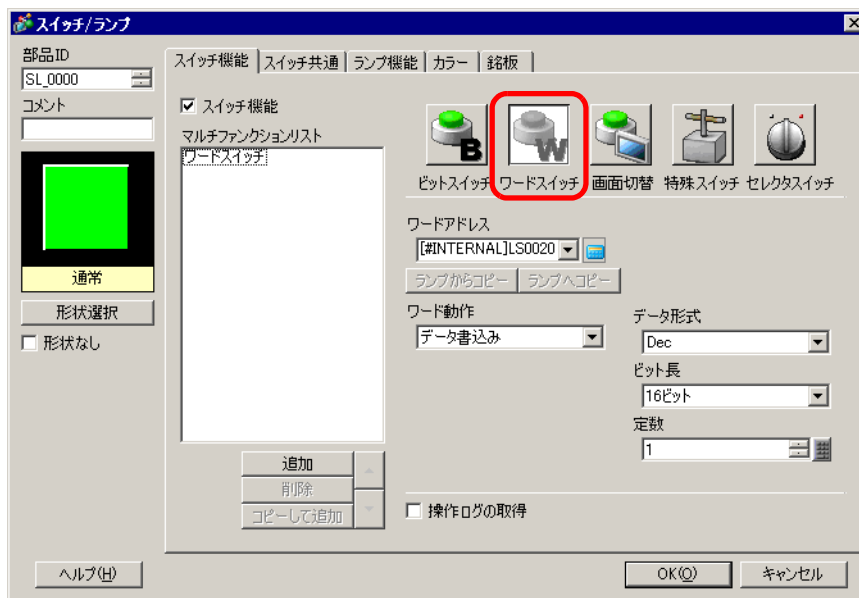 スイッチ/ランプ
部品ID
SL_0000
コメント
通常
形状選択
形状なし
スイッチ機能 スイッチ共通 ランプ機能 カラー 銘板
スイッチ機能
マルチファンクションリスト
ワードスイッチ
追加
削除
コピーして追加
B W
ビットスイッチ ワードスイッチ 画面切替 特殊スイッチ セレクタスイッチ
ワードアドレス
[#INTERNAL]LS0020
ランプからコピー ランプへコピー
ワード動作
データ書込み
データ形式
Dec
ビット長
16ビット
定数
1
操作ログの取得
ヘルプ(H) OK(O) キャンセル